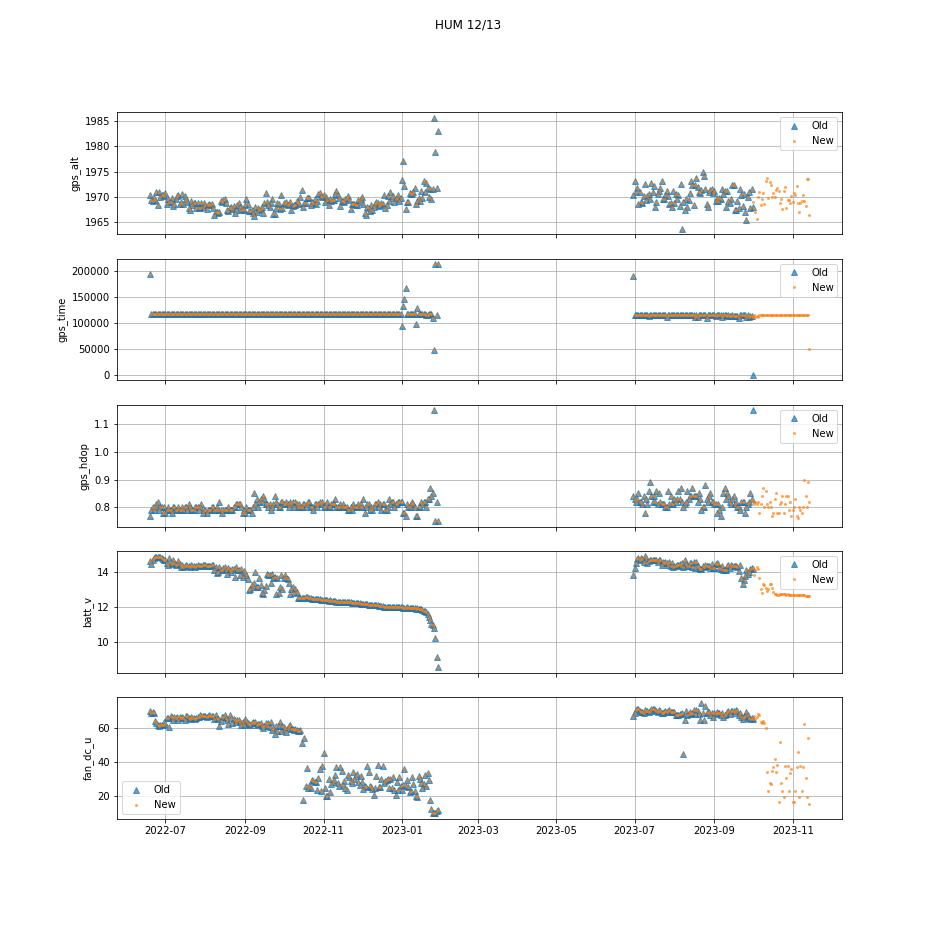 HUM 12/13
1985
1980
1975
1970
1965
gps_alt
Old
New
200000
150000
100000
50000
0
gps_time
Old
New
1.1
1.0
0.9
0.8
gps_hdop
Old
New
14
12
10
batt_v
Old
New
60
40
20
fan_dc_u
Old
New
2022-07 2022-09 2022-11 2023-01 2023-03 2023-05 2023-07 2023-09 2023-11